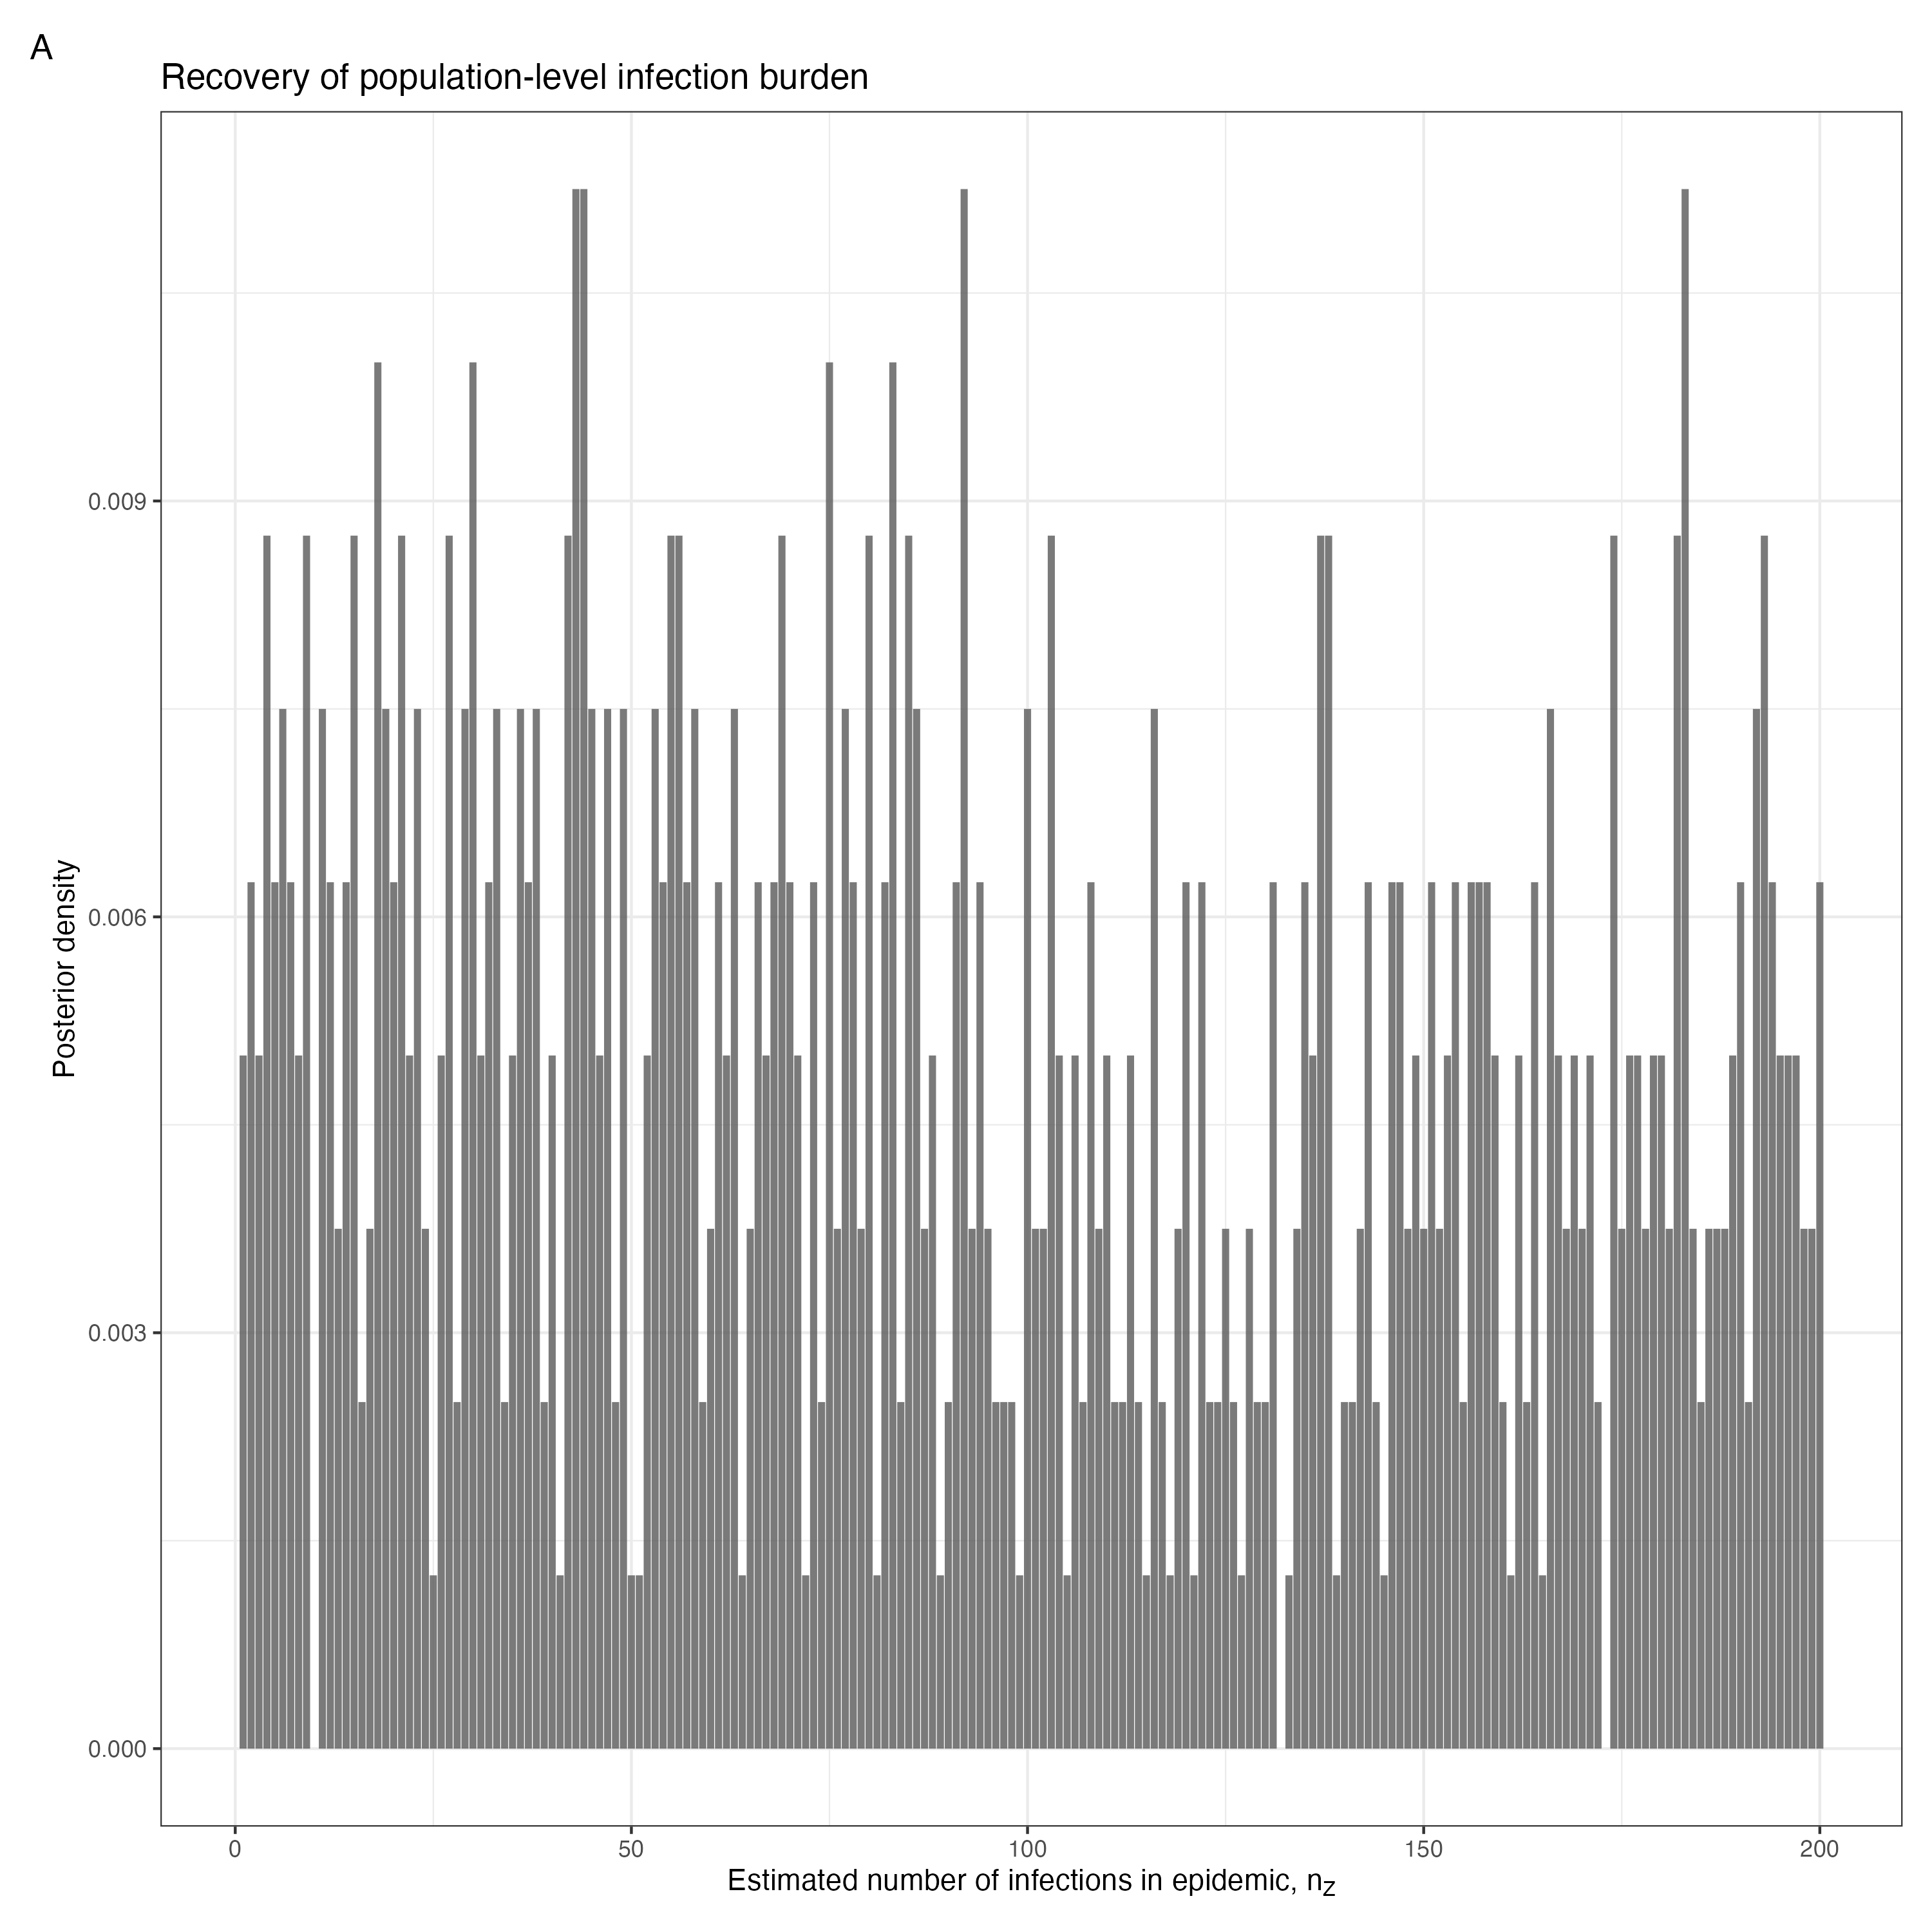 A
Recovery of population-level infection burden
Posterior density
0.009
0.006
0.003
0.000
0 50 100 150 200
Estimated number of infections in epidemic, nZ